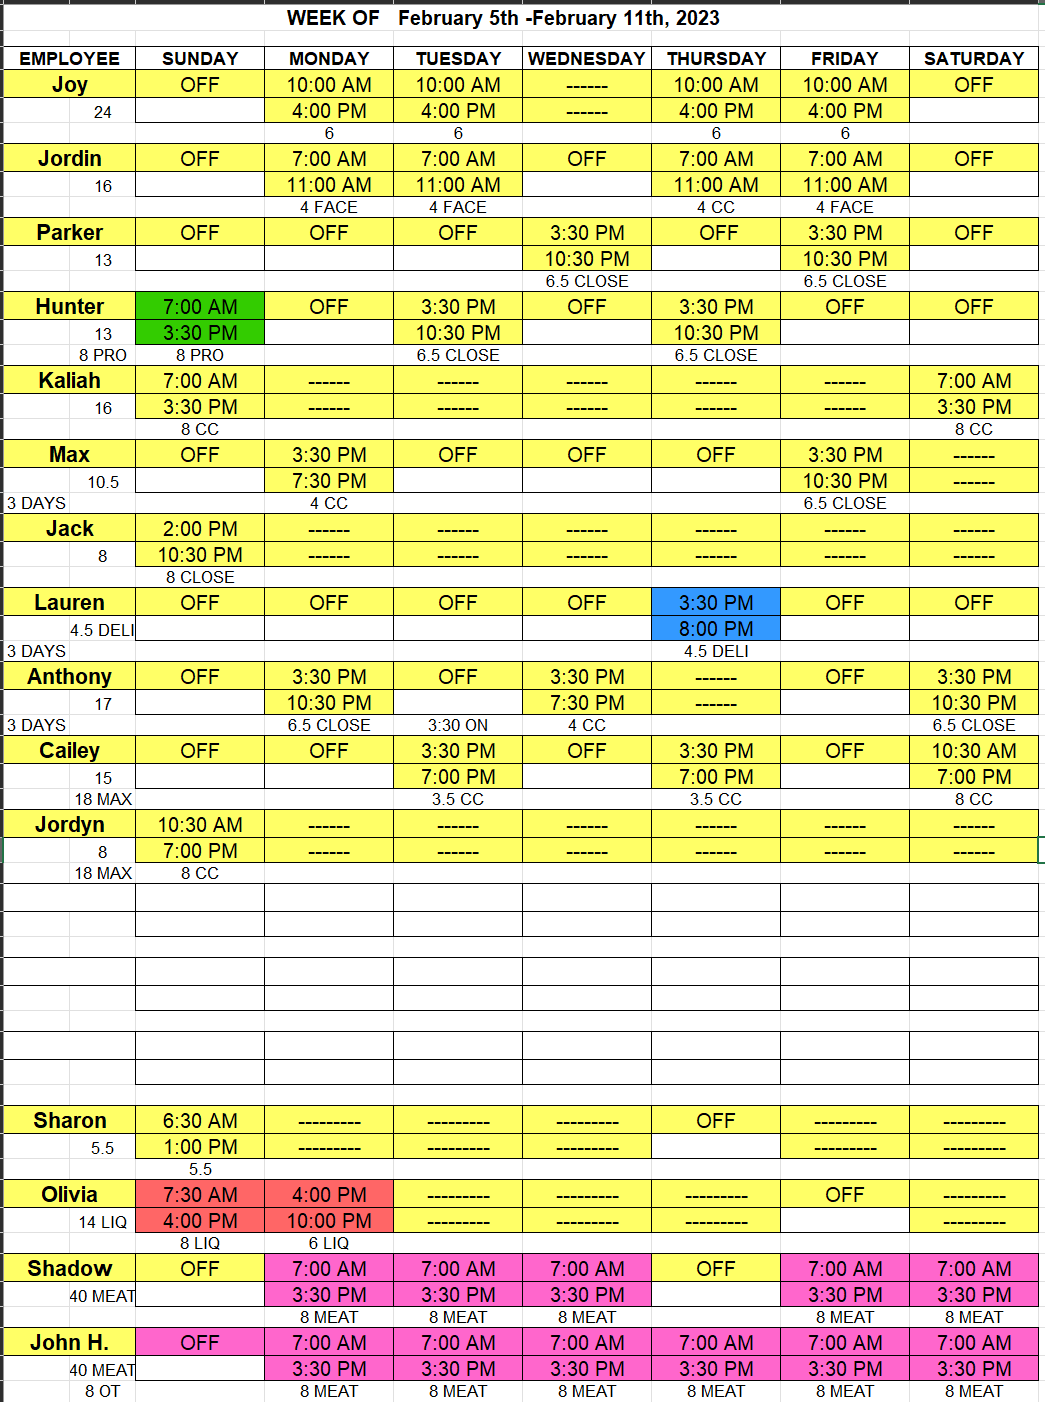 WEEK OF February 5th -February 11th, 2023
EMPLOYEE SUNDAY MONDAY TUESDAY WEDNESDAY THURSDAY FRIDAY SATURDAY
Joy OFF 10:00 AM 10:00 AM ------ 10:00 AM 10:00 AM OFF
24 4:00 PM 4:00 PM ------ 4:00 PM 4:00 PM
6 6 6 6
Jordin OFF 7:00 AM 7:00 AM OFF 7:00 AM 7:00 AM OFF
16 11:00 AM 11:00 AM 11:00 AM 11:00 AM
4 FACE 4 FACE 4 CC 4 FACE
Parker OFF OFF OFF 3:30 PM OFF 3:30 PM OFF
13 10:30 PM 10:30 PM
6.5 CLOSE 6.5 CLOSE
Hunter 7:00 AM OFF 3:30 PM OFF 3:30 PM OFF OFF
13 3:30 PM 10:30 PM 10:30 PM
8 PRO 8 PRO 6.5 CLOSE 6.5 CLOSE
Kaliah 7:00 AM ------ ------ ------ ------ ------ 7:00 AM
16 3:30 PM ------ ------ ------ ------ ------ 3:30 PM
8 CC 8 CC
Max OFF 3:30 PM OFF OFF OFF 3:30 PM ------
10.5 7:30 PM 10:30 PM ------
3 DAYS 4 CC 6.5 CLOSE
Jack 2:00 PM ------ ------ ------ ------ ------ ------
8 10:30 PM ------ ------ ------ ------ ------ ------
8 CLOSE
Lauren OFF OFF OFF OFF 3:30 PM OFF OFF
4.5 DELI 8:00 PM
3 DAYS 4.5 DELI
Anthony OFF 3:30 PM OFF 3:30 PM ------ OFF 3:30 PM
17 10:30 PM 7:30 PM ------ 10:30 PM
3 DAYS 6.5 CLOSE 3:30 ON 4 CC 6.5 CLOSE
Cailey OFF OFF 3:30 PM OFF 3:30 PM OFF 10:30 AM
15 7:00 PM 7:00 PM 7:00 PM
18 MAX 3.5 CC 3.5 CC 8 CC
Jordyn 10:30 AM ------ ------ ------ ------ ------ ------
8 7:00 PM ------ ------ ------ ------ ------ ------
18 MAX 8 CC
Sharon 6:30 AM --------- --------- --------- OFF --------- ---------
5.5 1:00 PM --------- --------- --------- --------- ---------
5.5
Olivia 7:30 AM 4:00 PM --------- --------- --------- OFF ---------
14 LIQ 4:00 PM 10:00 PM --------- --------- --------- ---------
8 LIQ 6 LIQ
Shadow OFF 7:00 AM 7:00 AM 7:00 AM OFF 7:00 AM 7:00 AM
40 MEAT 3:30 PM 3:30 PM 3:30 PM 3:30 PM 3:30 PM
8 MEAT 8 MEAT 8 MEAT 8 MEAT 8 MEAT
John H. OFF 7:00 AM 7:00 AM 7:00 AM 7:00 AM 7:00 AM 7:00 AM
40 MEAT 3:30 PM 3:30 PM 3:30 PM 3:30 PM 3:30 PM 3:30 PM
8 OT 8 MEAT 8 MEAT 8 MEAT 8 MEAT 8 MEAT 8 MEAT